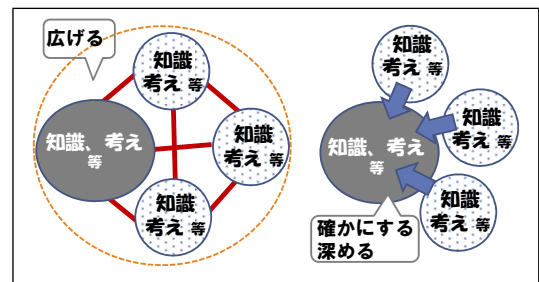 広げる
知識
考え 等
知識、考え
等
知識
考え 等
知識
考え 等
知識
考え 等
知識
考え 等
知識、考え
等
知識
考え 等
確かにする
深める